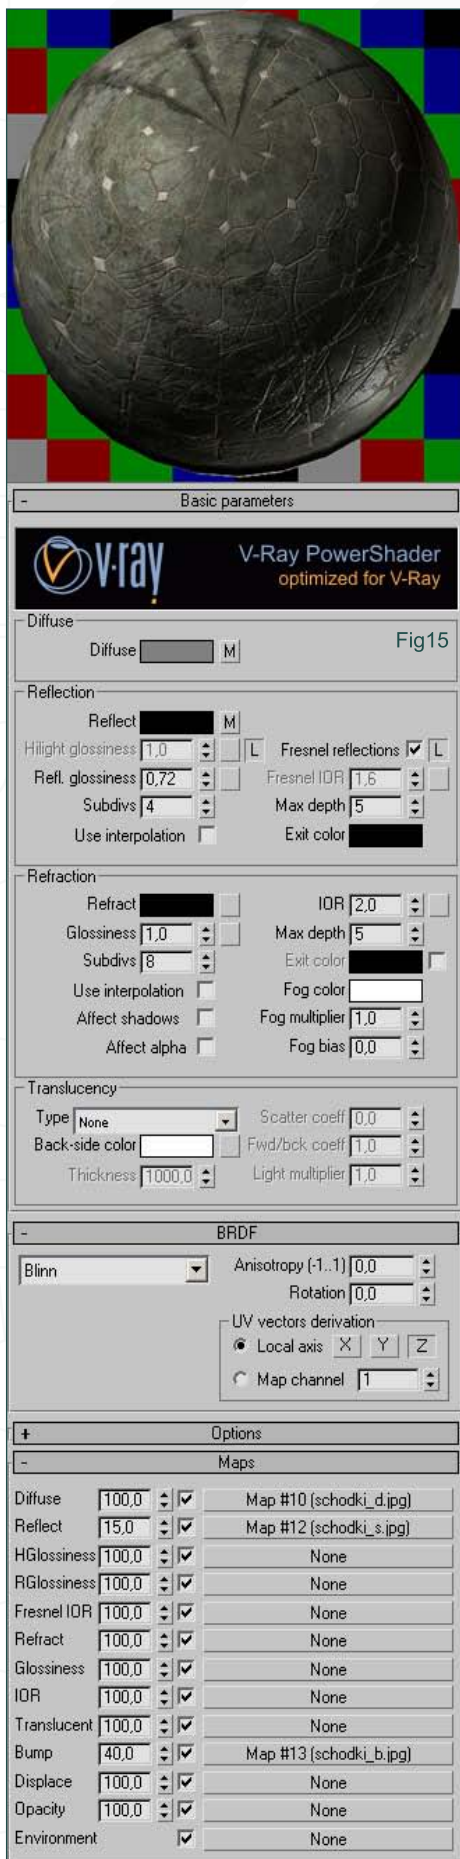 - Basic parameters
v·ray V-Ray PowerShader
optimized for V-Ray
Diffuse
Fig15
Diffuse M
Reflection
Reflect M
Hilight glossiness 1,0 L Fresnel reflections L
Refl. glossiness 0,72 Fresnel IOR 1,6
Subdivs 4 Max depth 5
Use interpolation Exit color
Refraction
Refract IOR 2,0
Glossiness 1,0 Max depth 5
Subdivs 8 Exit color
Use interpolation Fog color
Affect shadows Fog multiplier 1,0
Affect alpha Fog bias 0,0
Translucency
Type None Scatter coeff 0,0
Back-side color Fwd/bck coeff 1,0
Thickness 1000,0 Light multiplier 1,0
- BRDF
Blinn Anisotropy (-1..1) 0,0
Rotation 0,0
UV vectors derivation
Local axis X Y Z
Map channel 1
+ Options
- Maps
Diffuse 100,0 Map #10 (schodki_d.jpg)
Reflect 15,0 Map #12 (schodki_s.jpg)
HGlossiness 100,0 None
RGlossiness 100,0 None
Fresnel IOR 100,0 None
Refract 100,0 None
Glossiness 100,0 None
IOR 100,0 None
Translucent 100,0 None
Bump 40,0 Map #13 (schodki_b.jpg)
Displace 100,0 None
Opacity 100,0 None
Environment None